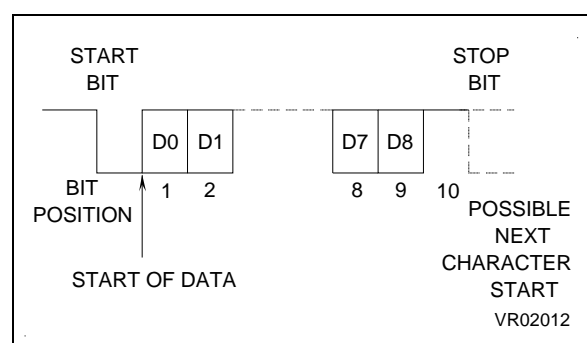 START
BIT
STOP
BIT
D0 D1 D7 D8
BIT
POSITION
1 2 8 9 10
POSSIBLE
NEXT
CHARACTER
START
START OF DATA
VR02012